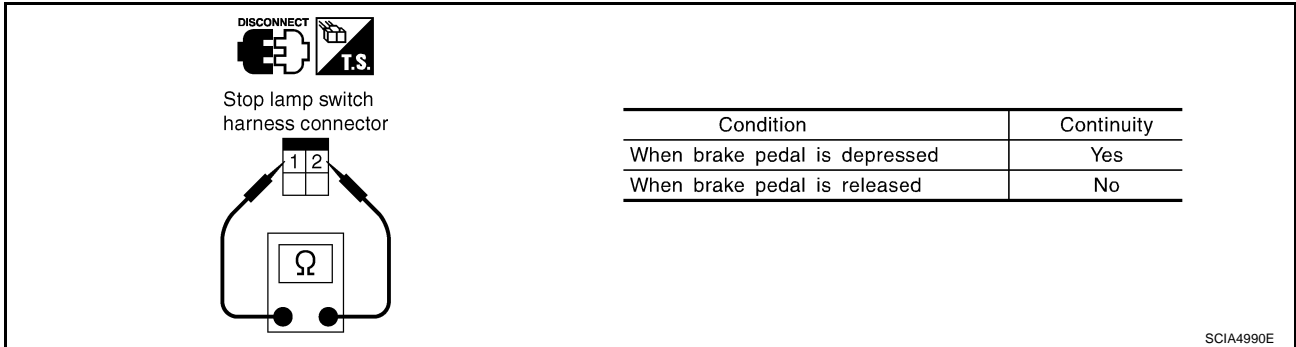 DISCONNECT
T.S.
Stop lamp switch
harness connector
1 2
Ω
Condition Continuity
When brake pedal is depressed Yes
When brake pedal is released No
SCIA4990E